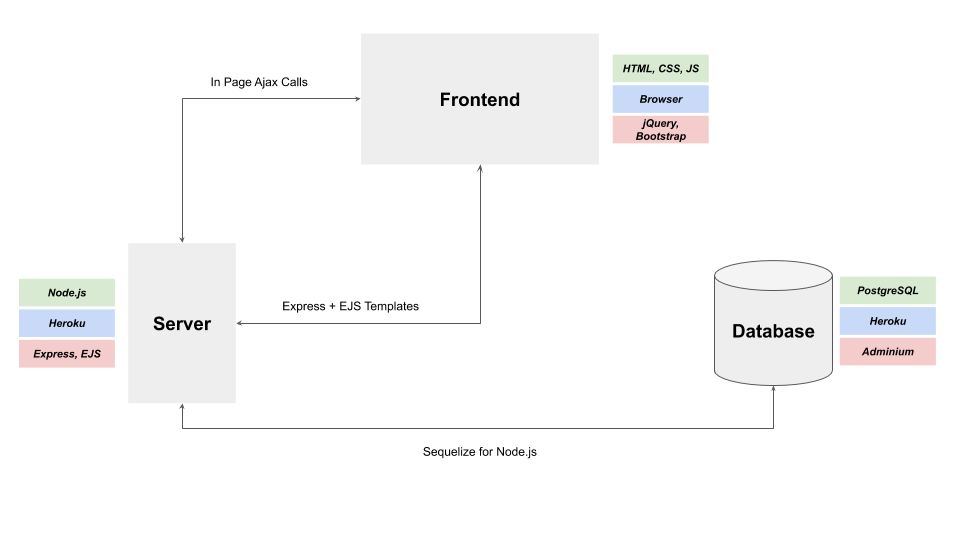 In Page Ajax Calls
Frontend
HTML, CSS, JS
Browser
jQuery,
Bootstrap
Node.js
Heroku
Express, EJS
Server
Express + EJS Templates
Database
PostgreSQL
Heroku
Adminium
Sequelize for Node.js